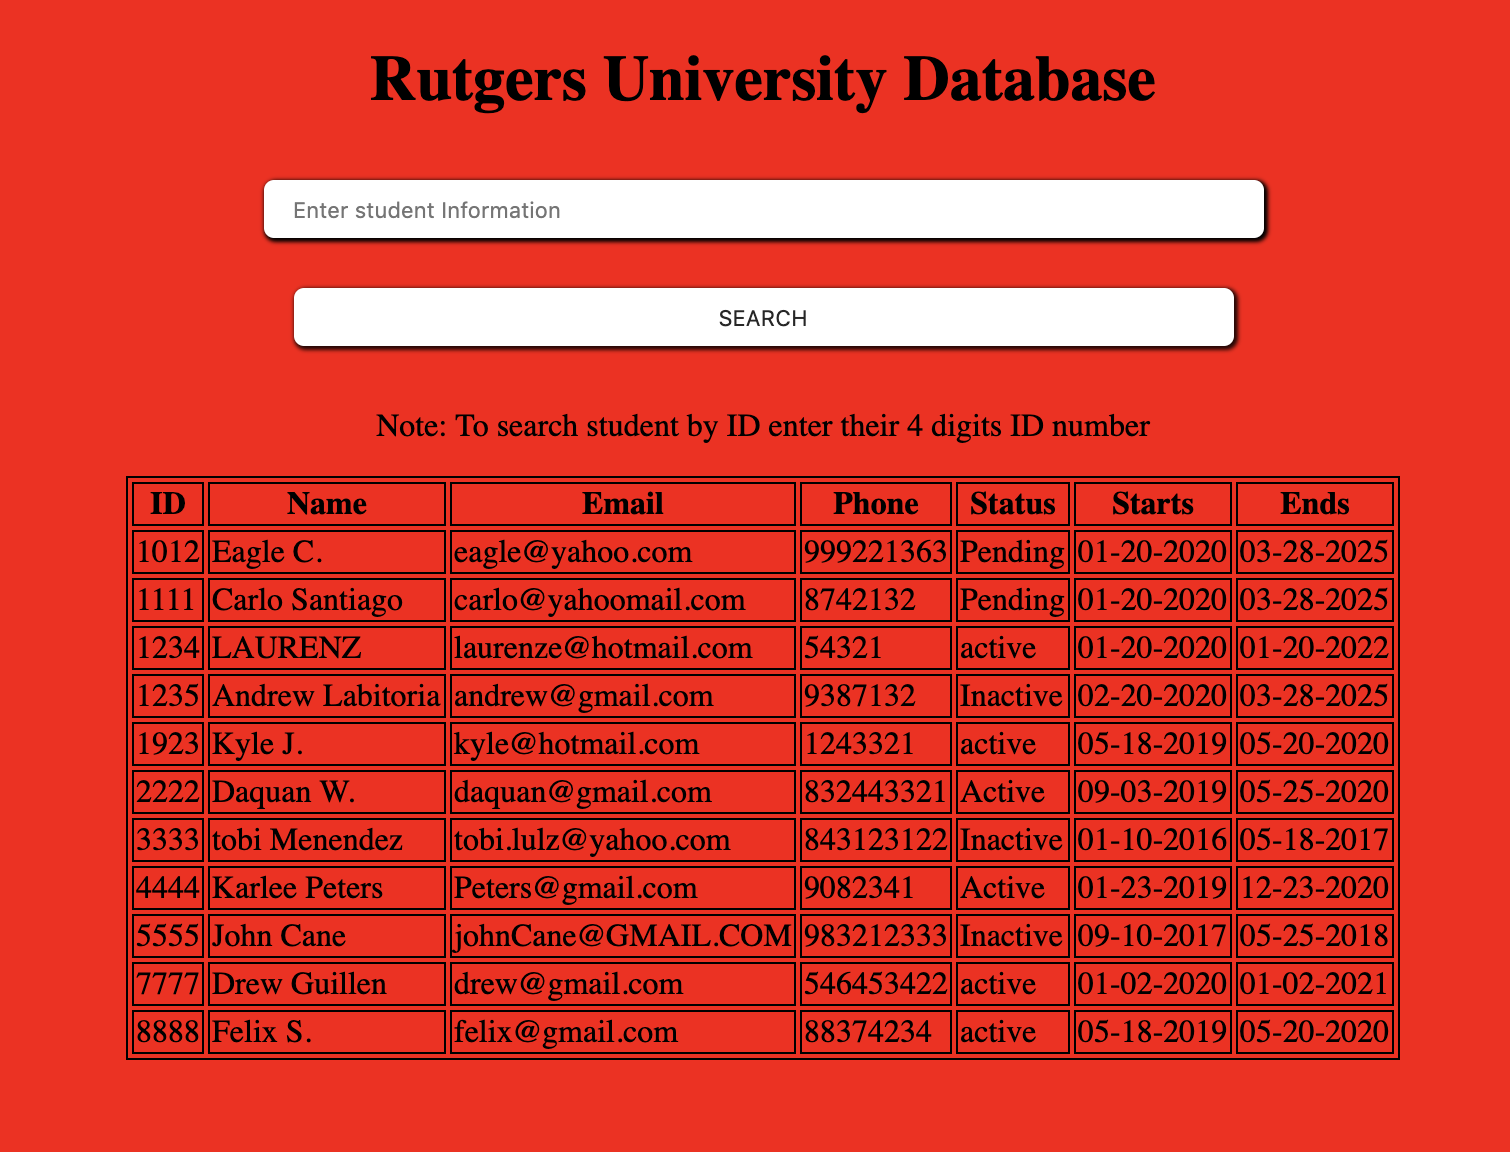 Rutgers University Database
Enter student Information
SEARCH
Note: To search student by ID enter their 4 digits ID number
ID Name Email Phone Status Starts Ends
1012 Eagle C. eagle@yahoo.com 999221363 Pending 01-20-2020 03-28-2025
1111 Carlo Santiago carlo@yahoomail.com 8742132 Pending 01-20-2020 03-28-2025
1234 LAURENZ laurenze@hotmail.com 54321 active 01-20-2020 01-20-2022
1235 Andrew Labitoria andrew@gmail.com 9387132 Inactive 02-20-2020 03-28-2025
1923 Kyle J. kyle@hotmail.com 1243321 active 05-18-2019 05-20-2020
2222 Daquan W. daquan@gmail.com 832443321 Active 09-03-2019 05-25-2020
3333 tobi Menendez tobi.lulz@yahoo.com 843123122 Inactive 01-10-2016 05-18-2017
4444 Karlee Peters Peters@gmail.com 9082341 Active 01-23-2019 12-23-2020
5555 John Cane johnCane@GMAIL.COM 983212333 Inactive 09-10-2017 05-25-2018
7777 Drew Guillen drew@gmail.com 546453422 active 01-02-2020 01-02-2021
8888 Felix S. felix@gmail.com 88374234 active 05-18-2019 05-20-2020